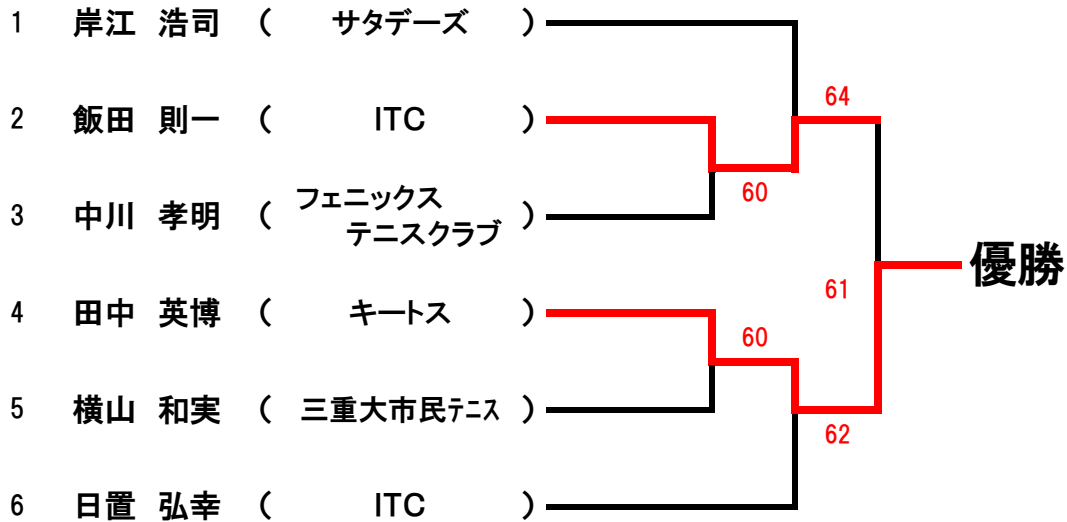 1 岸江 浩司 ( サタデーズ )
64
2 飯田 則一 ( ITC )
60
3 中川 孝明 ( フェニックス
テニスクラブ )
優勝
61
4 田中 英博 ( キートス )
60
5 横山 和実 ( 三重大市民テニス )
62
6 日置 弘幸 ( ITC )